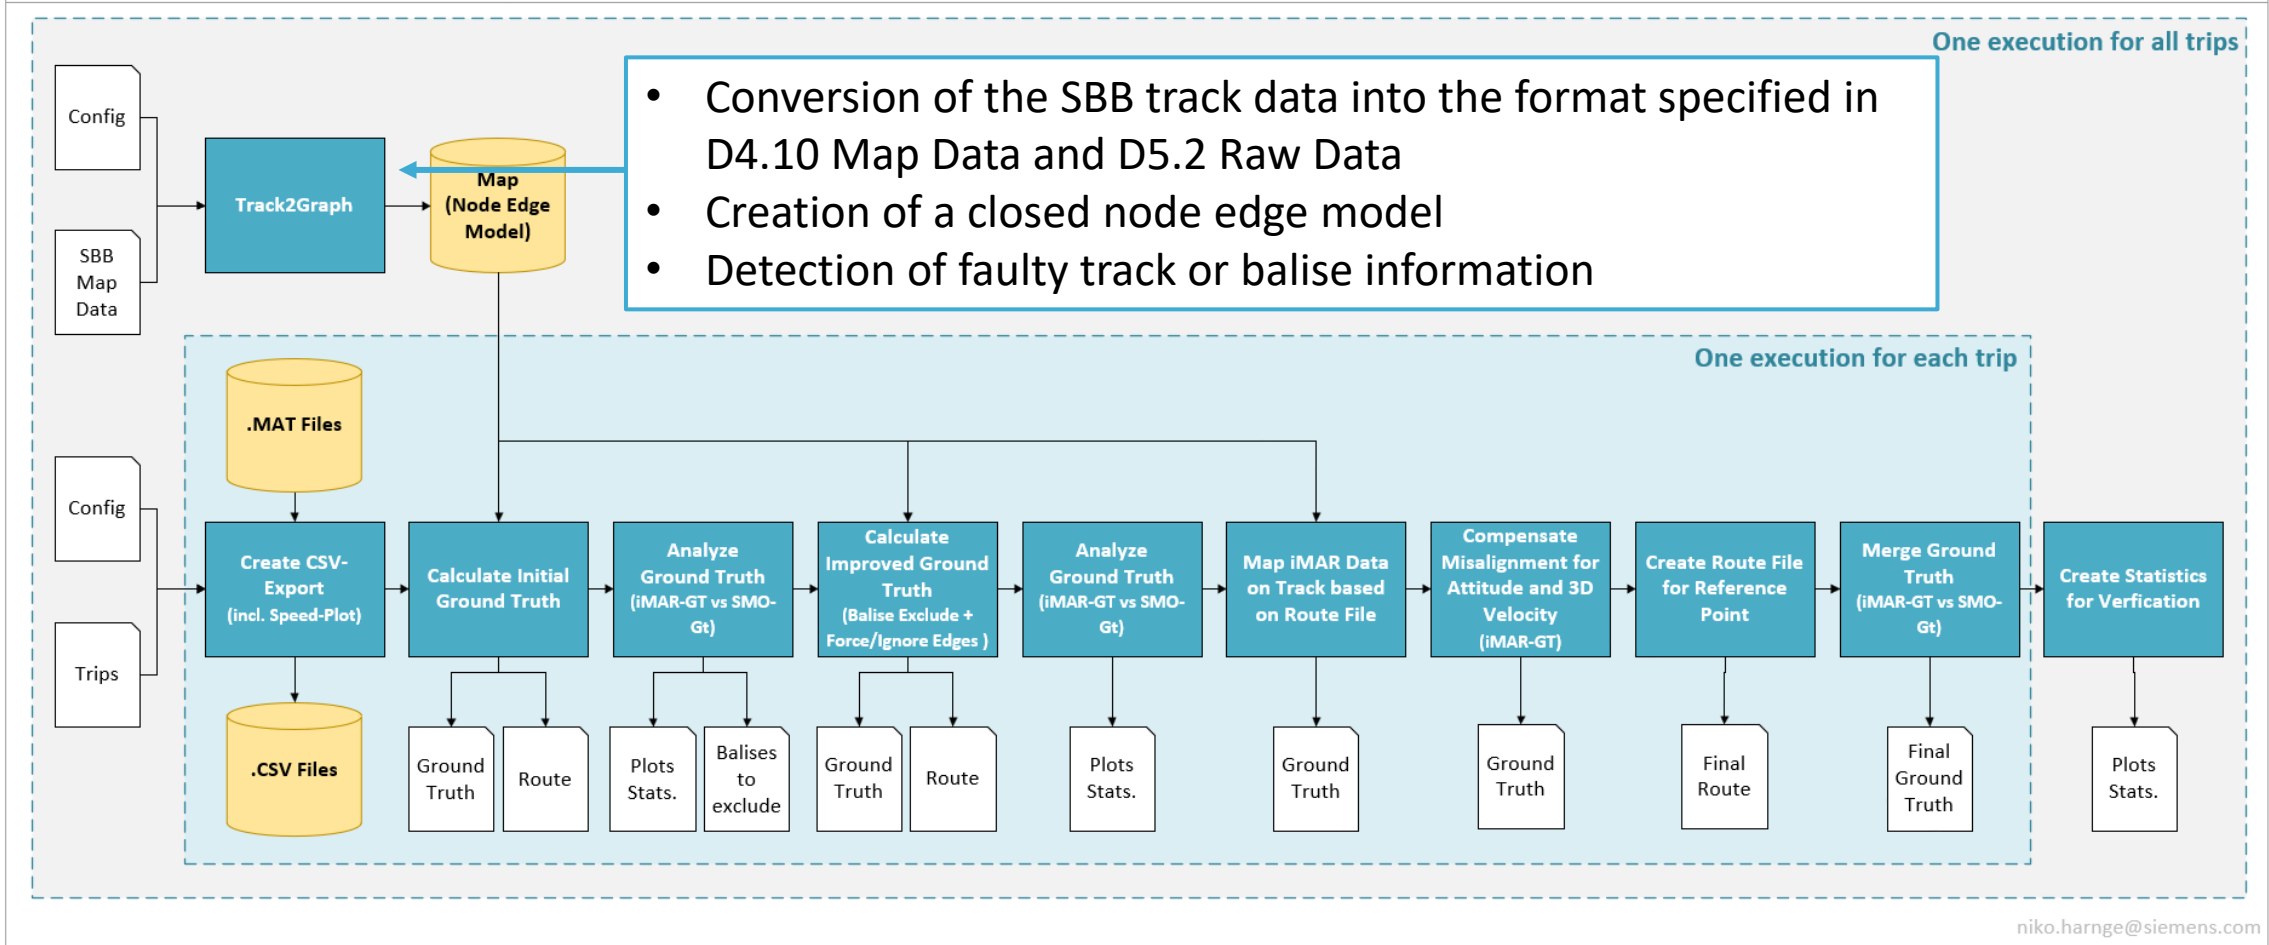 One execution for all trips
Config
SBB
Map
Data
Track2Graph
Map
(Node Edge
Model)
• Conversion of the SBB track data into the format specified in
D4.10 Map Data and D5.2 Raw Data
• Creation of a closed node edge model
• Detection of faulty track or balise information
One execution for each trip
.MAT Files
Config
Trips
Create CSV-
Export
(incl. Speed-Plot)
.CSV Files
Calculate Initial
Ground Truth
Ground
Truth
Route
Analyze
Ground Truth
(iMAR-GT vs SMO-
Gt)
Plots
Stats.
Balises
to
exclude
Calculate
Improved Ground
Truth
(Balise Exclude +
Force/Ignore Edges )
Ground
Truth
Route
Analyze
Ground Truth
(iMAR-GT vs SMO-
Gt)
Plots
Stats.
Map iMAR Data
on Track based
on Route File
Ground
Truth
Compensate
Misalignment for
Attitude and 3D
Velocity
(iMAR-GT)
Ground
Truth
Create Route File
for Reference
Point
Final
Route
Merge Ground
Truth
(iMAR-GT vs SMO-
Gt)
Final
Ground
Truth
Create Statistics
for Verfication
Plots
Stats.
niko.harnge@siemens.com